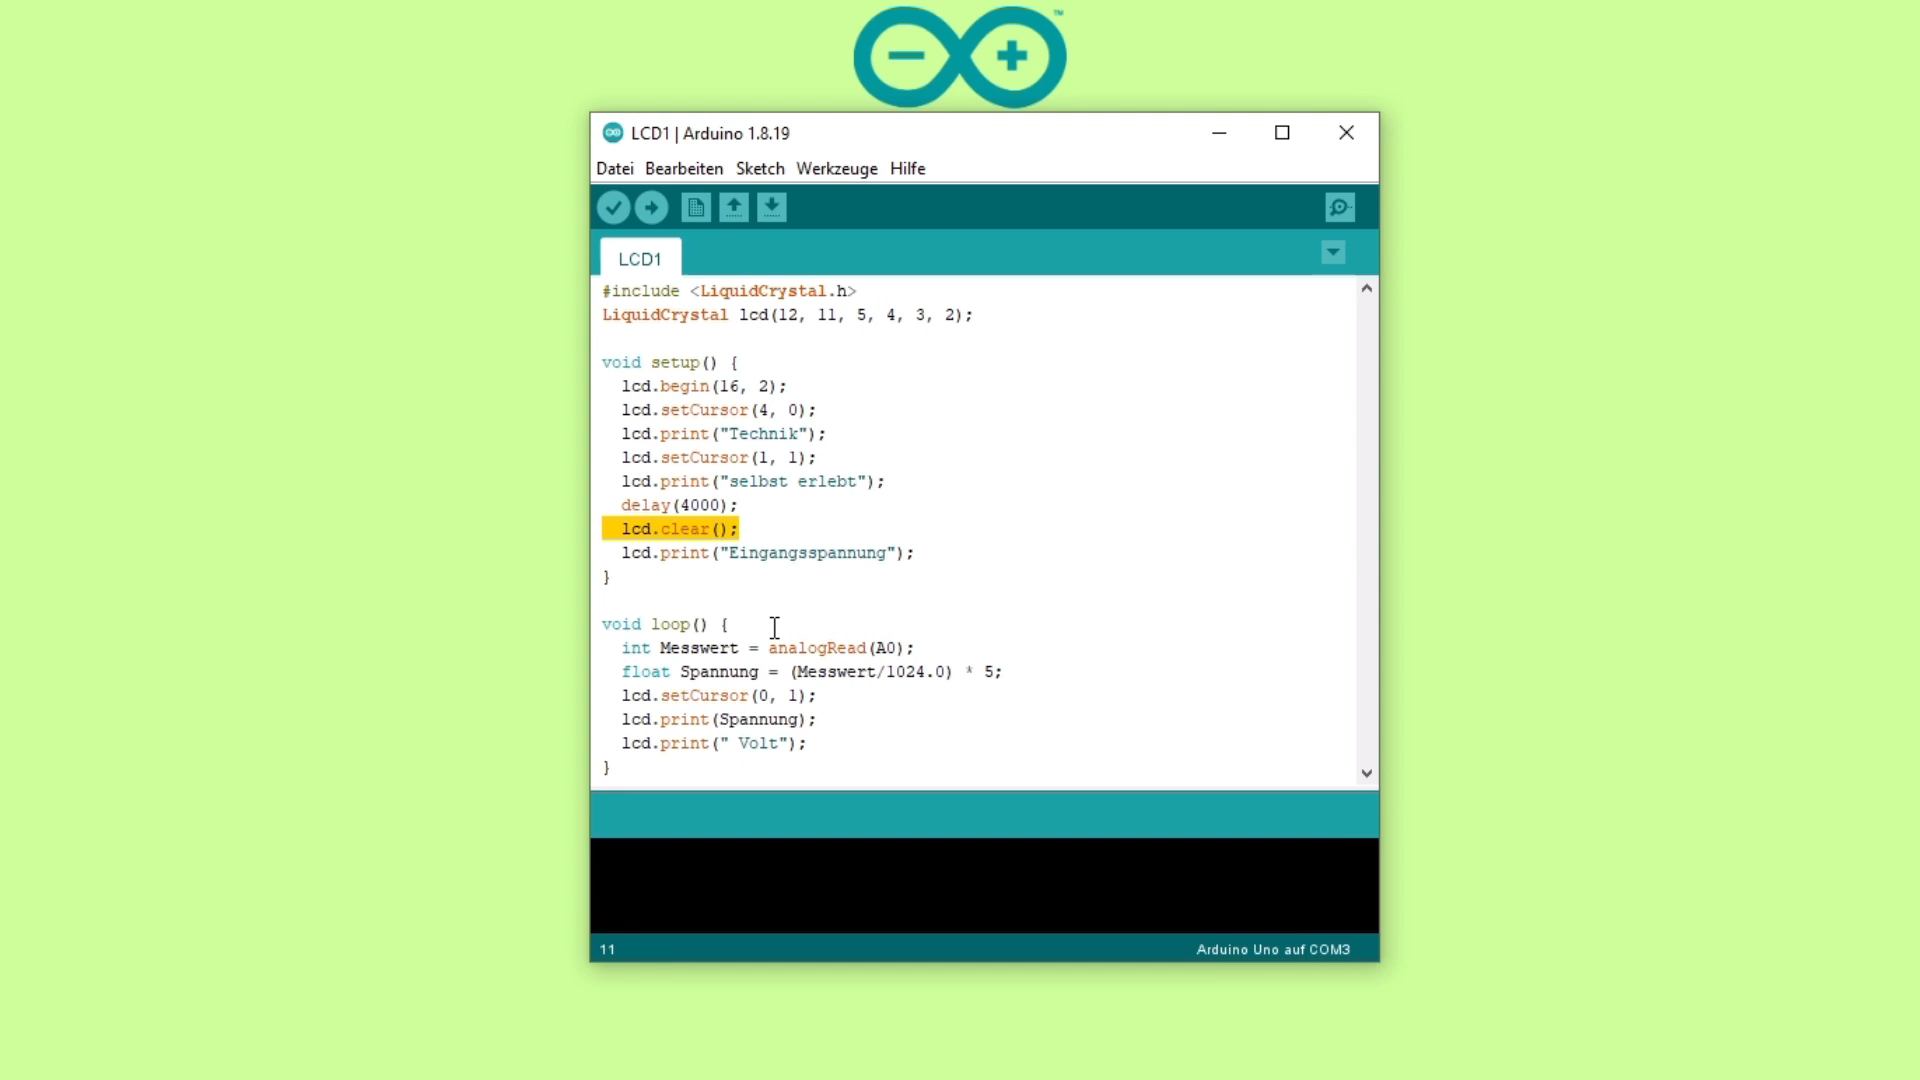 ™
LCD1 | Arduino 1.8.19
Datei Bearbeiten Sketch Werkzeuge Hilfe
LCD1
#include <LiquidCrystal.h>
LiquidCrystal lcd(12, 11, 5, 4, 3, 2);
void setup() {
lcd.begin(16, 2);
lcd.setCursor(4, 0);
lcd.print("Technik");
lcd.setCursor(1, 1);
lcd.print("selbst erlebt");
delay(4000);
lcd.clear();
lcd.print("Eingangsspannung");
}
void loop() {
int Messwert = analogRead(A0);
float Spannung = (Messwert/1024.0) * 5;
lcd.setCursor(0, 1);
lcd.print(Spannung);
lcd.print(" Volt");
}
11
Arduino Uno auf COM3